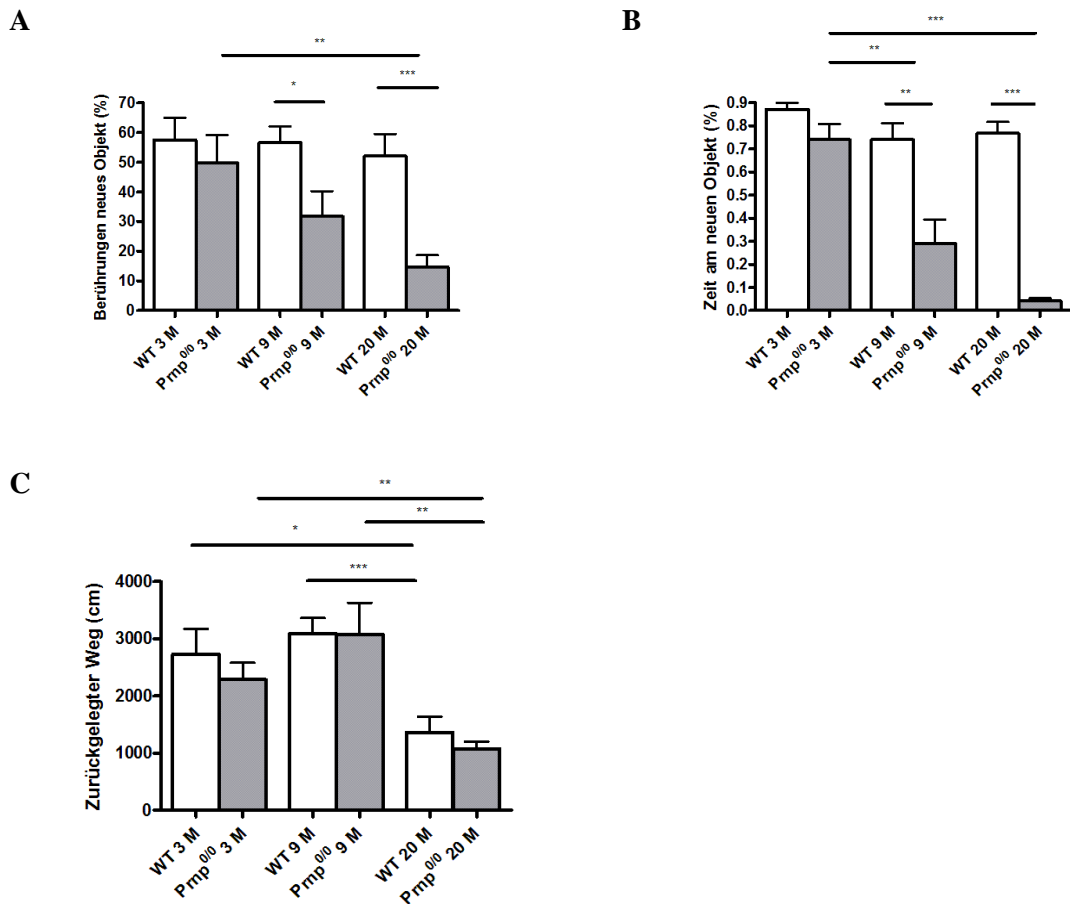 A
**
*
***
Berührungen neues Objekt (%)
70
60
50
40
30
20
10
0
WT 3 M
Prnp0/0 3 M
WT 9 M
Prnp0/0 9 M
WT 20 M
Prnp0/0 20 M
B
***
**
**
***
Zeit am neuen Objekt (%)
0.9
0.8
0.7
0.6
0.5
0.4
0.3
0.2
0.1
0.0
WT 3 M
Prnp0/0 3 M
WT 9 M
Prnp0/0 9 M
WT 20 M
Prnp0/0 20 M
C
**
**
*
***
Zurückgelegter Weg (cm)
4000
3000
2000
1000
0
WT 3 M
Prnp0/0 3 M
WT 9 M
Prnp0/0 9 M
WT 20 M
Prnp0/0 20 M